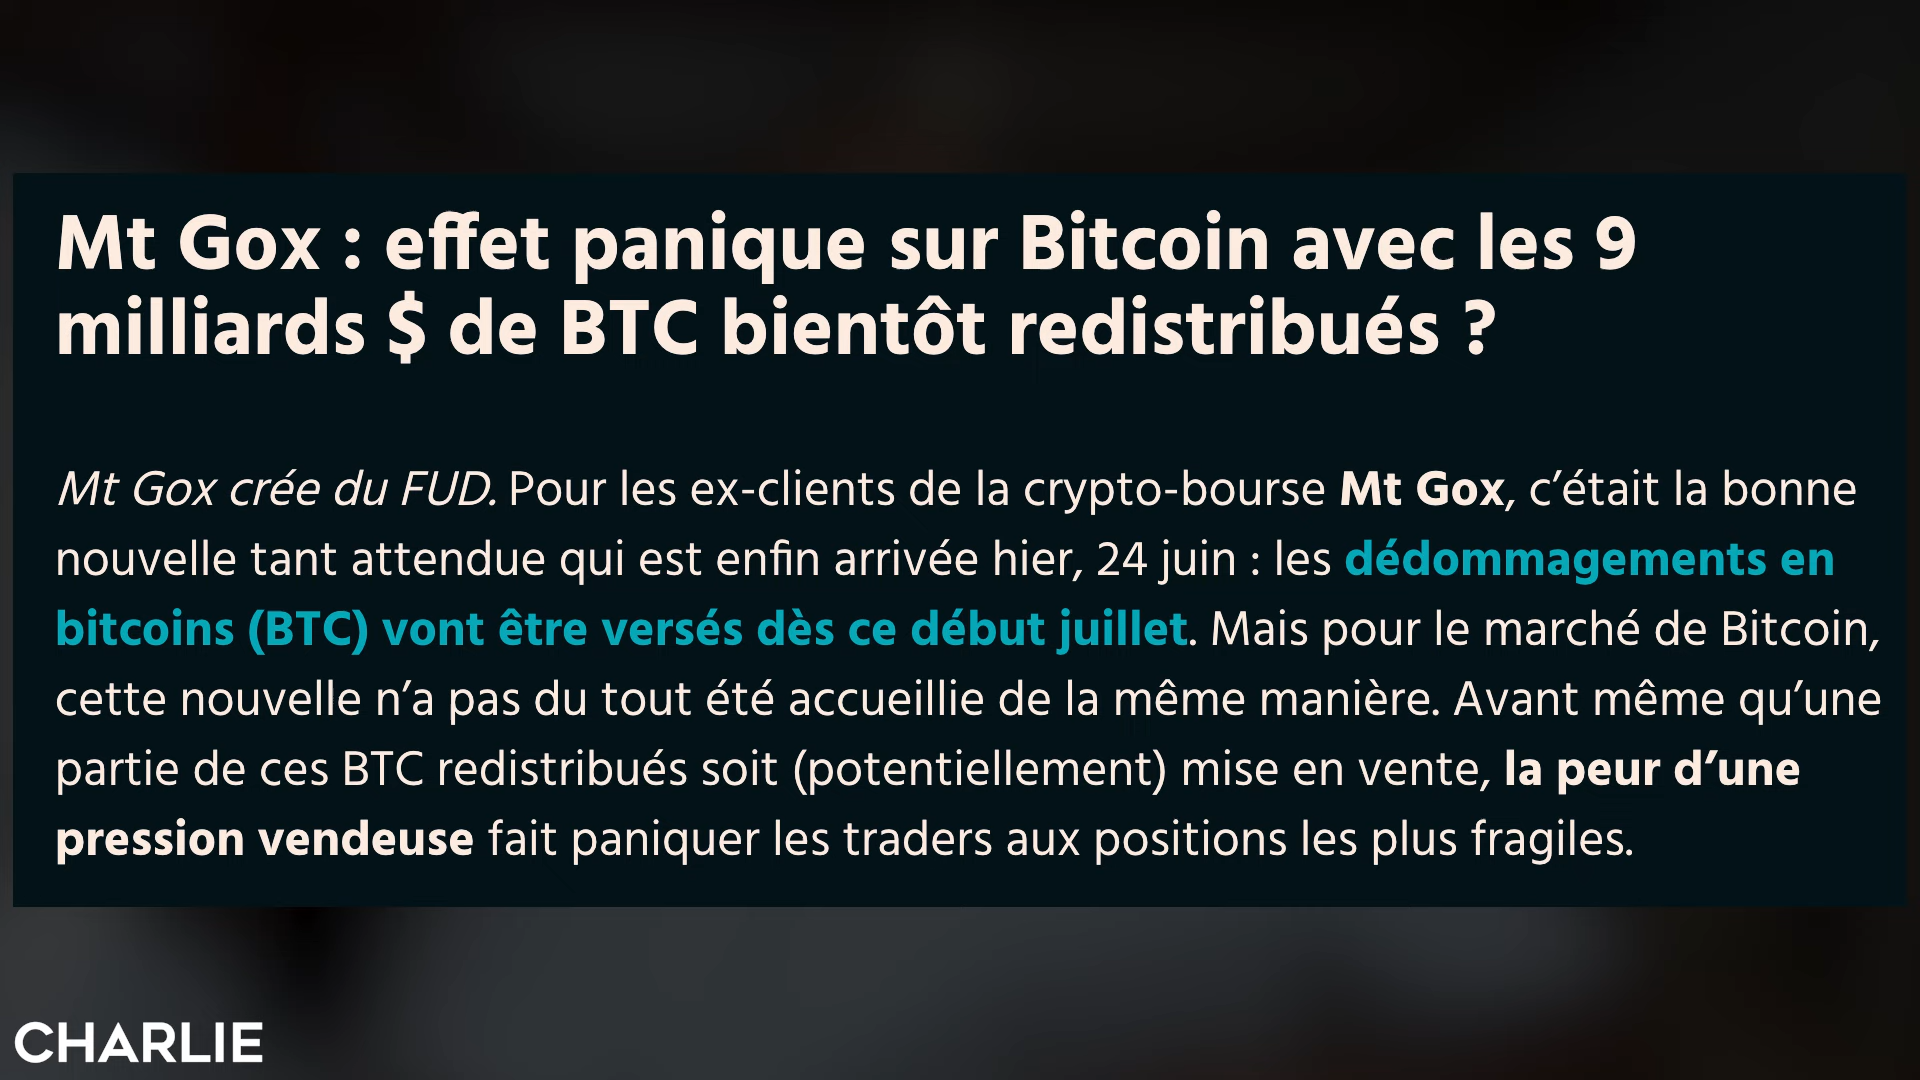 Mt Gox : effet panique sur Bitcoin avec les 9
milliards $ de BTC bientôt redistribués ?
Mt Gox crée du FUD. Pour les ex-clients de la crypto-bourse Mt Gox, c’était la bonne
nouvelle tant attendue qui est enfin arrivée hier, 24 juin : les dédommagements en
bitcoins (BTC) vont être versés dès ce début juillet. Mais pour le marché de Bitcoin,
cette nouvelle n’a pas du tout été accueillie de la même manière. Avant même qu’une
partie de ces BTC redistribués soit (potentiellement) mise en vente, la peur d’une
pression vendeuse fait paniquer les traders aux positions les plus fragiles.
CHARLIE